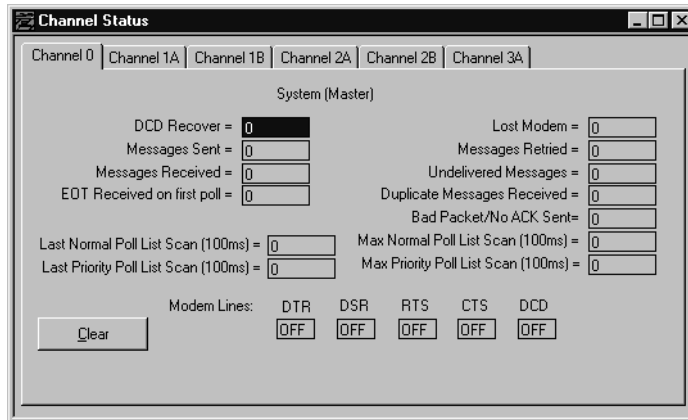 Channel Status
Channel 0 Channel 1A Channel 1B Channel 2A Channel 2B Channel 3A
System (Master)
DCD Recover = 0 Lost Modem = 0
Messages Sent = 0 Messages Retried = 0
Messages Received = 0 Undelivered Messages = 0
EOT Received on first poll = 0 Duplicate Messages Received = 0
Bad Packet/No ACK Sent= 0
Last Normal Poll List Scan (100ms) = 0 Max Normal Poll List Scan (100ms) = 0
Last Priority Poll List Scan (100ms) = 0 Max Priority Poll List Scan (100ms) = 0
Modem Lines: DTR DSR RTS CTS DCD
Clear OFF OFF OFF OFF OFF